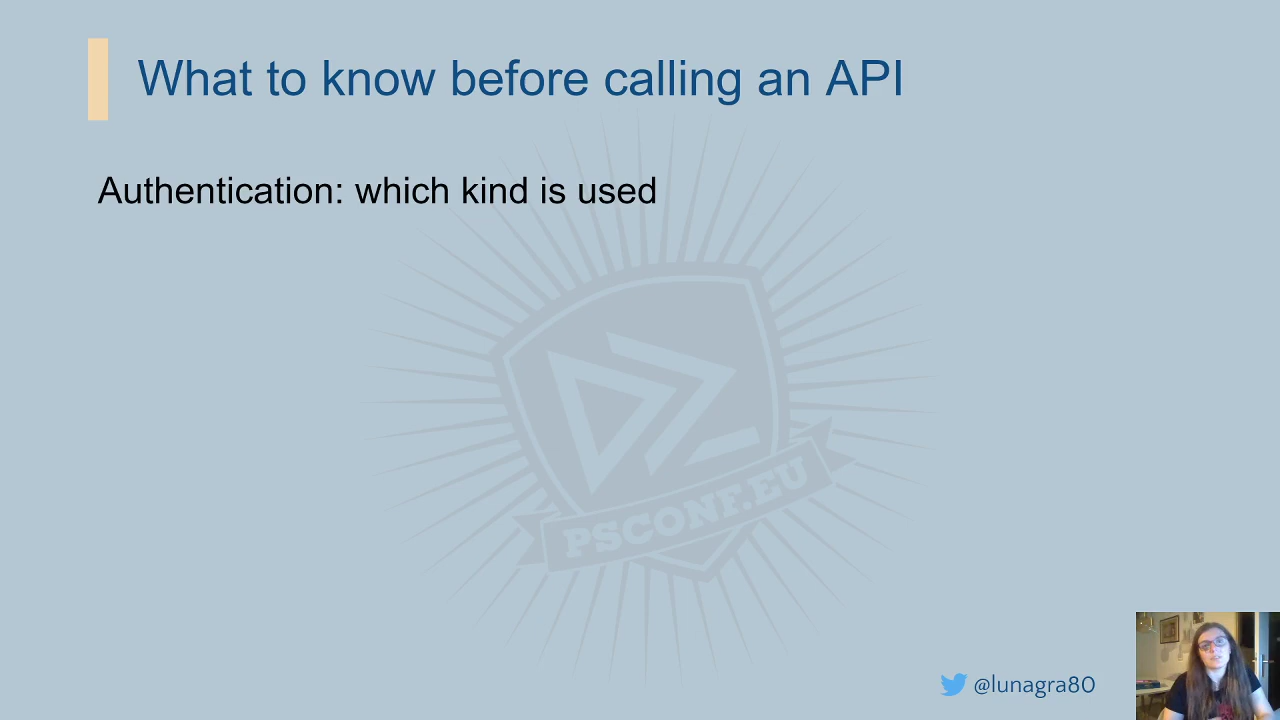 What to know before calling an API
Authentication: which kind is used
PSCONF.EU
@lunagra80